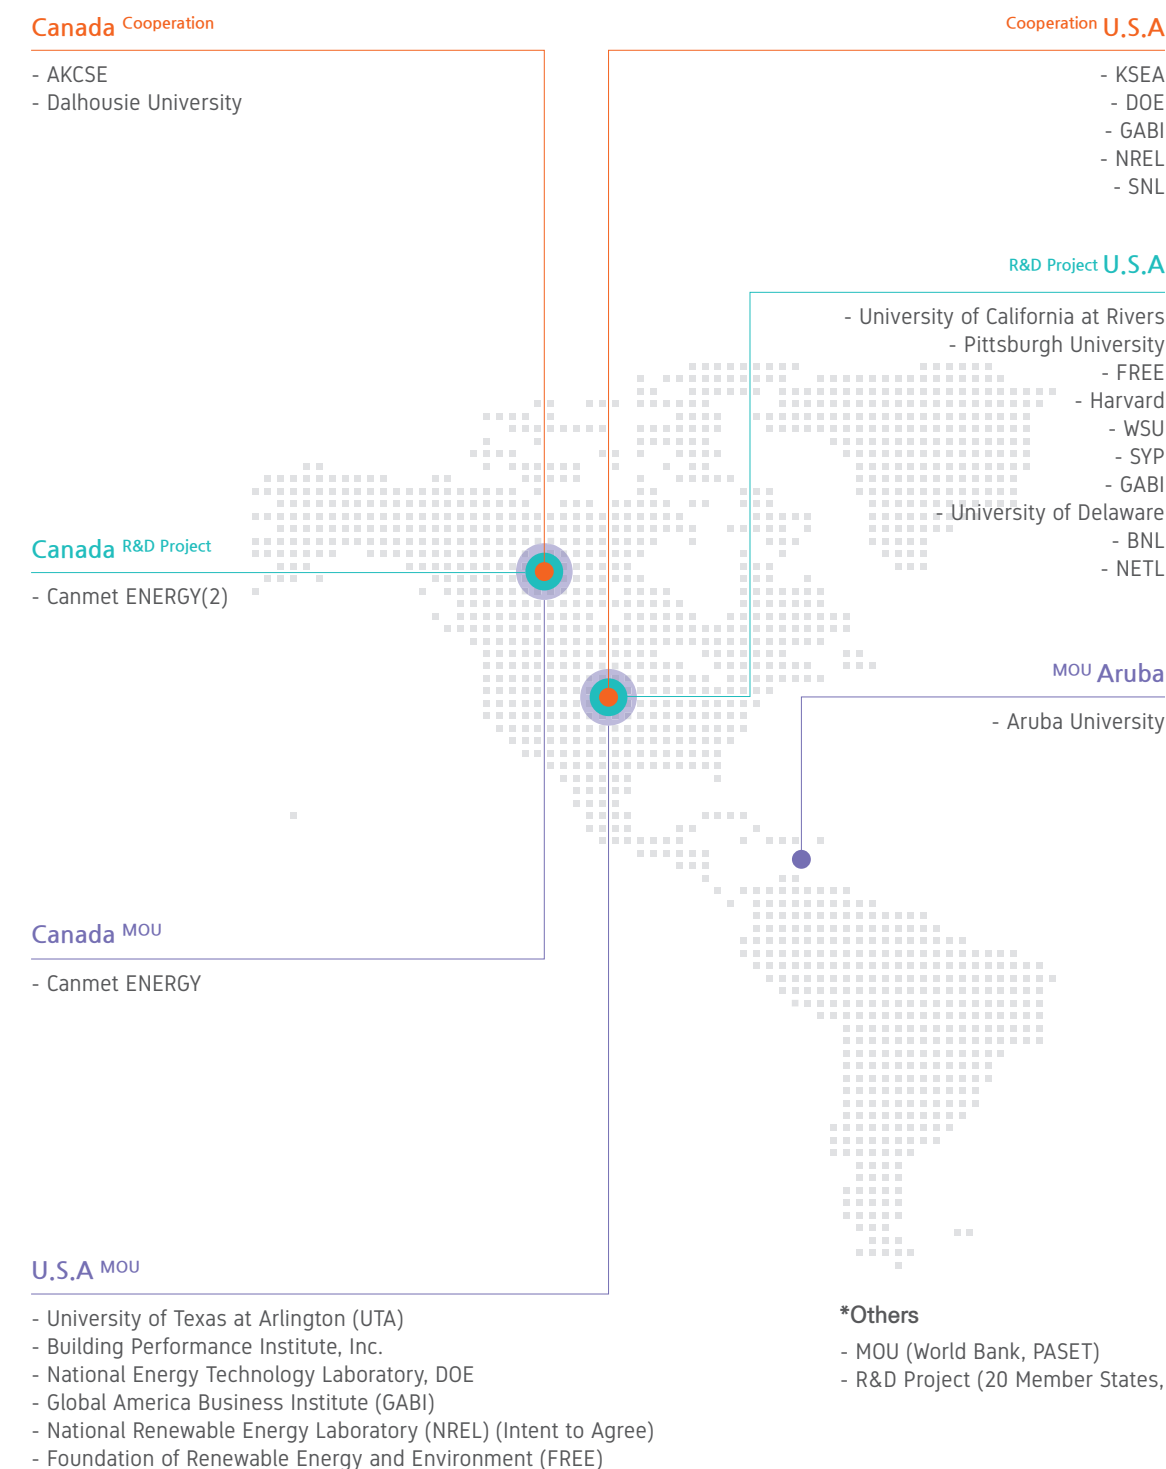 Canada Cooperation
- AKCSE
- Dalhousie University
Cooperation U.S.A
- KSEA
- DOE
- GABI
- NREL
- SNL
R&D Project U.S.A
- University of California at Rivers
- Pittsburgh University
- FREE
- Harvard
- WSU
- SYP
- GABI
- University of Delaware
- BNL
- NETL
Canada R&D Project
- Canmet ENERGY(2)
MOU Aruba
- Aruba University
Canada MOU
- Canmet ENERGY
U.S.A MOU
- University of Texas at Arlington (UTA)
- Building Performance Institute, Inc.
- National Energy Technology Laboratory, DOE
- Global America Business Institute (GABI)
- National Renewable Energy Laboratory (NREL) (Intent to Agree)
- Foundation of Renewable Energy and Environment (FREE)
*Others
- MOU (World Bank, PASET)
- R&D Project (20 Member States,